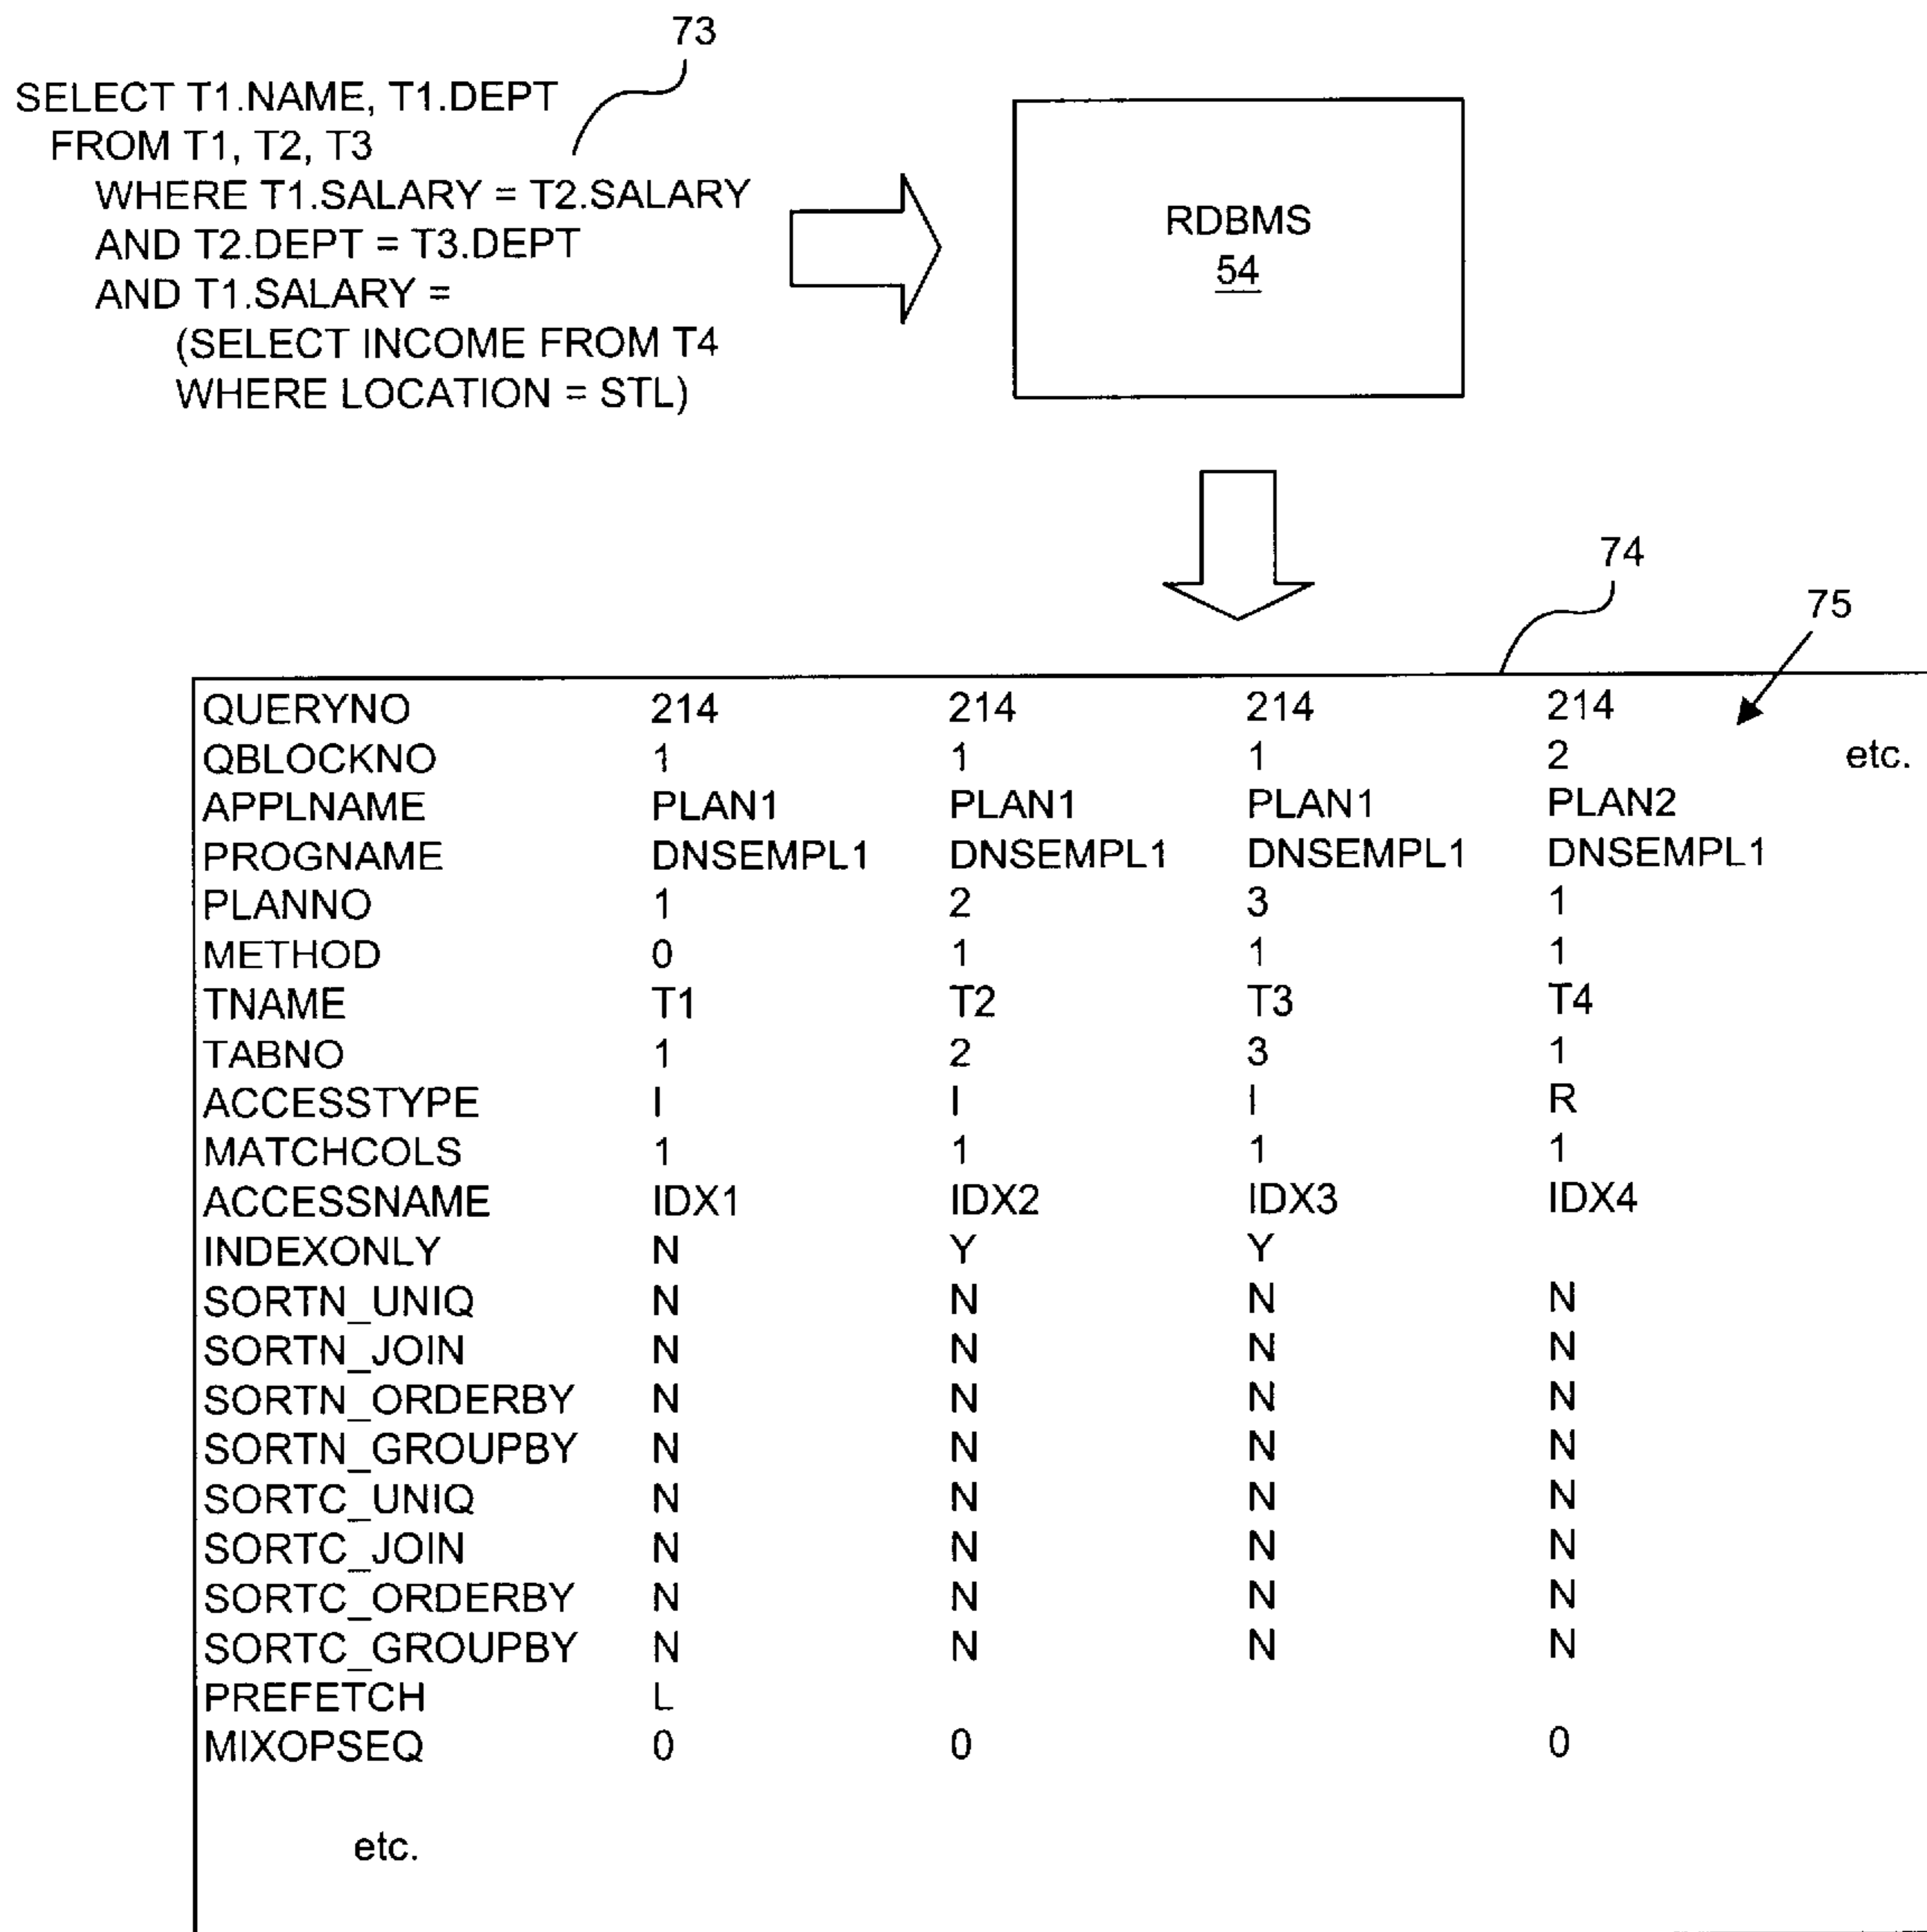 73
SELECT T1.NAME, T1.DEPT
FROM T1, T2, T3
WHERE T1.SALARY = T2.SALARY
AND T2.DEPT = T3.DEPT
AND T1.SALARY =
(SELECT INCOME FROM T4
WHERE LOCATION = STL)
RDBMS
54
74
75
QUERYNO 214 214 214 214
QBLOCKNO 1 1 1 2 etc.
APPLNAME PLAN1 PLAN1 PLAN1 PLAN2
PROGNAME DNSEMPL1 DNSEMPL1 DNSEMPL1 DNSEMPL1
PLANNO 1 2 3 1
METHOD 0 1 1 1
TNAME T1 T2 T3 T4
TABNO 1 2 3 1
ACCESSTYPE I I I R
MATCHCOLS 1 1 1 1
ACCESSNAME IDX1 IDX2 IDX3 IDX4
INDEXONLY N Y Y
SORTN_UNIQ N N N N
SORTN_JOIN N N N N
SORTN_ORDERBY N N N N
SORTN_GROUPBY N N N N
SORTC_UNIQ N N N N
SORTC_JOIN N N N N
SORTC_ORDERBY N N N N
SORTC_GROUPBY N N N N
PREFETCH L
MIXOPSEQ 0 0 0
etc.